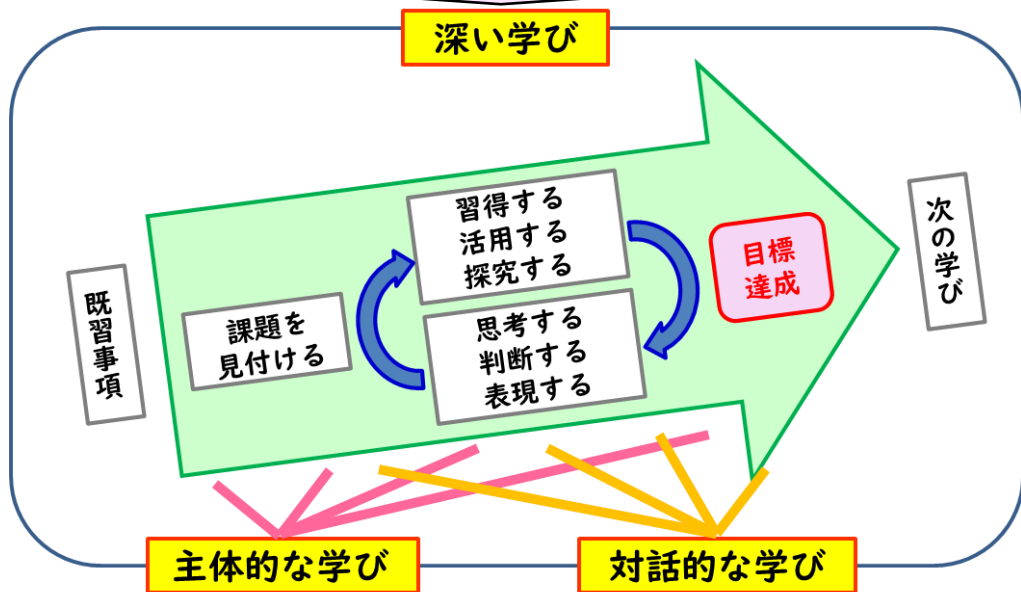 深い学び
既習事項
課題を
見付ける
習得する
活用する
探究する
思考する
判断する
表現する
目標
達成
次の学び
主体的な学び
対話的な学び